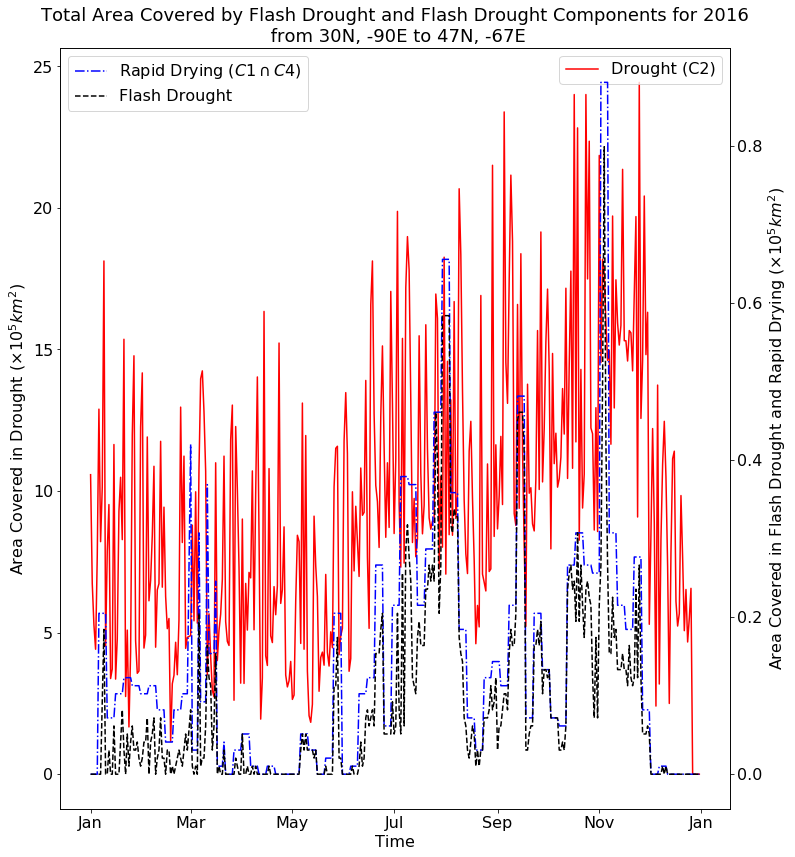 Total Area Covered by Flash Drought and Flash Drought Components for 2016
from 30N, -90E to 47N, -67E
Rapid Drying (C1 ∩ C4)
Flash Drought
Drought (C2)
Area Covered in Drought (×10⁵km²)
25
20
15
10
5
0
0.8
0.6
0.4
0.2
0.0
Area Covered in Flash Drought and Rapid Drying (×10⁵km²)
Jan Mar May Jul Sep Nov Jan
Time